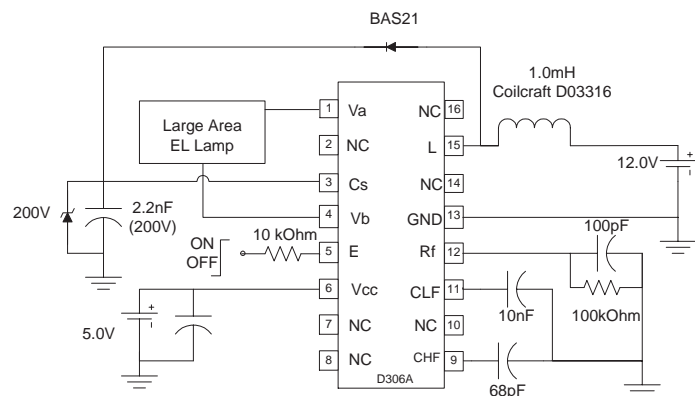 BAS21
1.0mH
Coilcraft D03316
Large Area
EL Lamp
12.0V
200V
2.2nF
(200V)
ON
OFF
10 kOhm
5.0V
1 Va
2 NC
3 Cs
4 Vb
5 E
6 Vcc
7 NC
8 NC
NC 16
L 15
NC 14
GND 13
Rf 12
CLF 11
NC 10
CHF 9
D306A
100pF
100kOhm
10nF
68pF